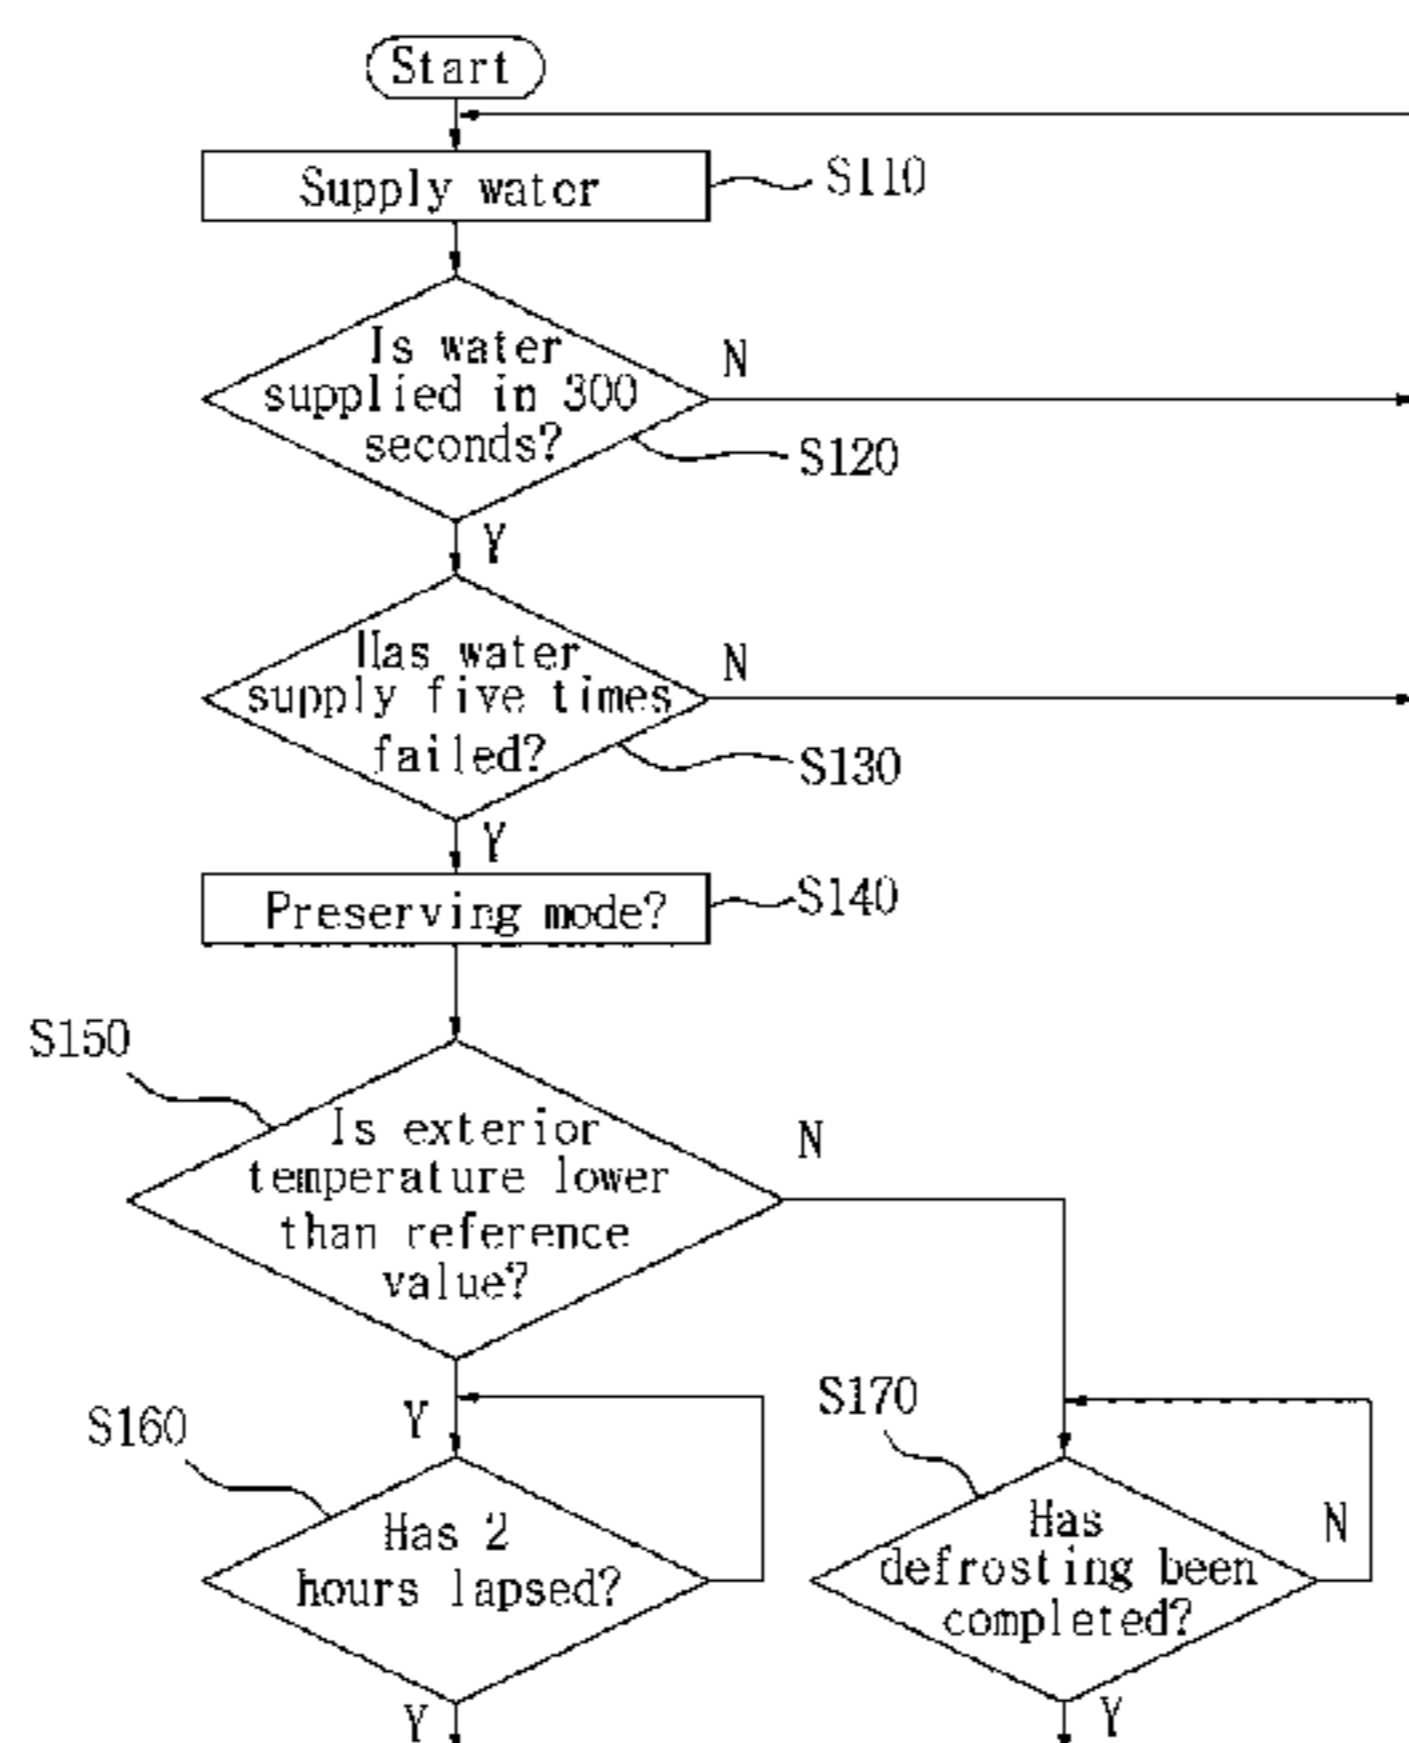 Start
Supply water
S110
Is water
supplied in 300
seconds?
N
S120
Y
Has water
supply five times
failed?
N
S130
Y
Preserving mode?
S140
S150
Is exterior
temperature lower
than reference
value?
N
Y
S160
Has 2
hours lapsed?
Y
S170
Has
defrosting been
completed?
N
Y